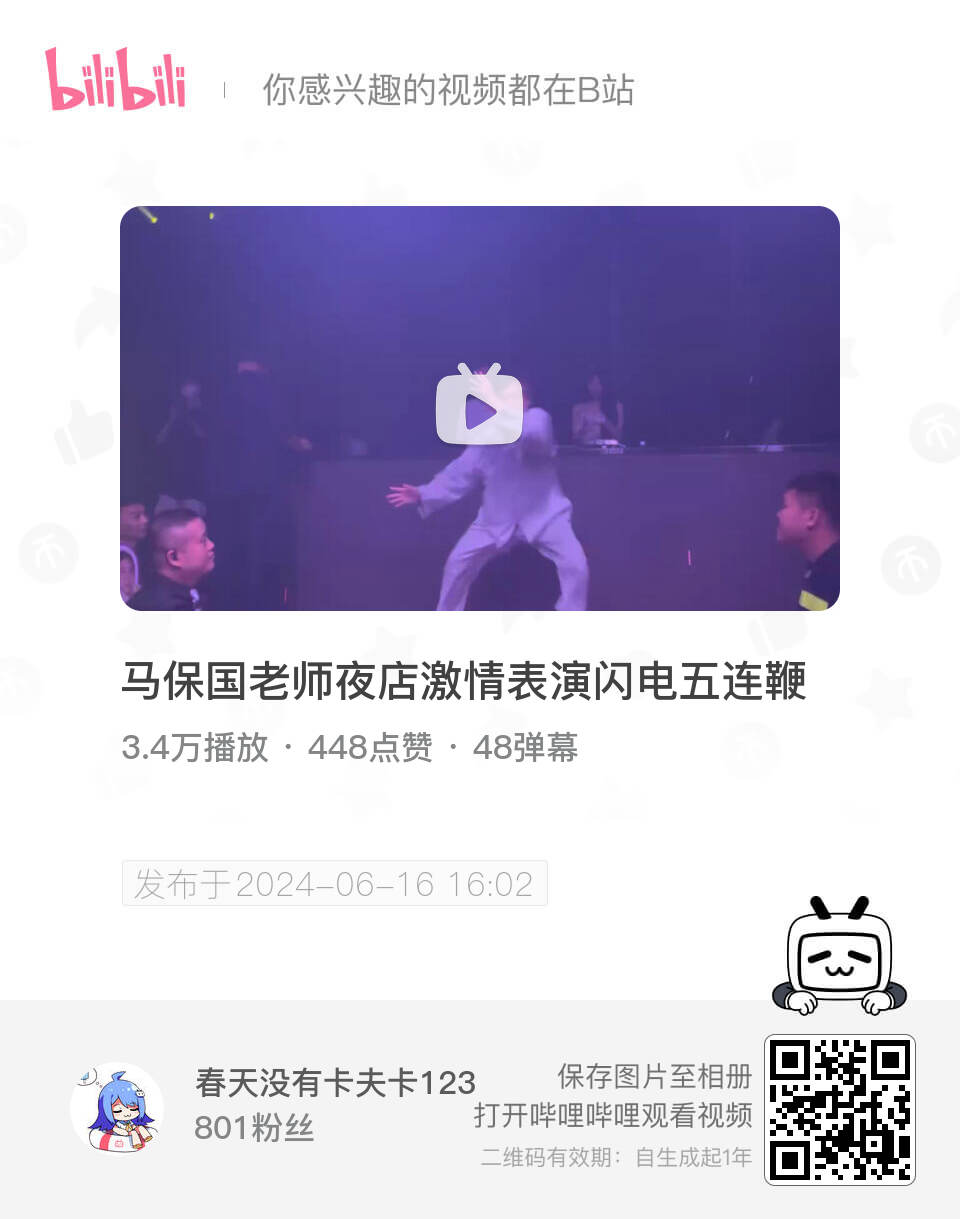 bilibili
你感兴趣的视频都在B站
马保国老师夜店激情表演闪电五连鞭
3.4万播放 · 448点赞 · 48弹幕
发布于2024-06-16 16:02
春天没有卡夫卡123
801粉丝
保存图片至相册
打开哔哩哔哩观看视频
二维码有效期：自生成起1年